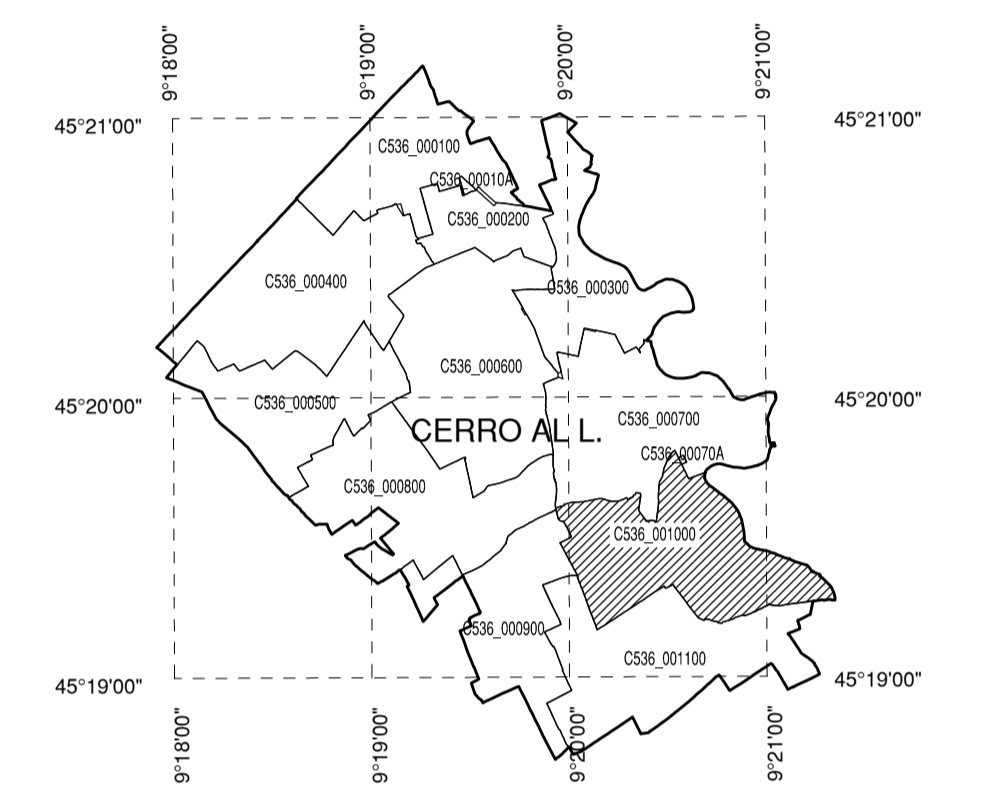 9°18'00"
9°19'00"
9°20'00"
9°21'00"
45°21'00"
45°21'00"
C536_000100
C536_00010A
C536_000200
C536_000400
C536_000300
C536_000600
45°20'00"
C536_000500
45°20'00"
C536_000700
CERRO AL L.
C536_00070A
C536_000800
C536_001000
C536_000900
C536_001100
45°19'00"
45°19'00"
9°18'00"
9°19'00"
9°20'00"
9°21'00"